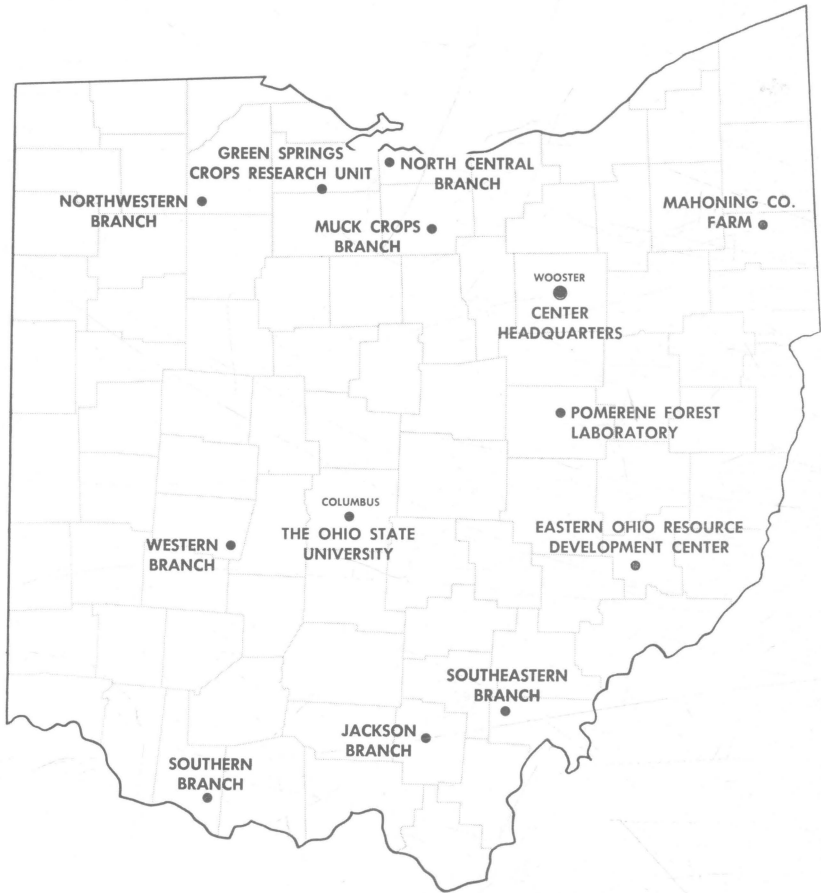 GREEN SPRINGS
CROPS RESEARCH UNIT
NORTH CENTRAL
BRANCH
NORTHWESTERN
BRANCH
MUCK CROPS
BRANCH
MAHONING CO.
FARM
WOOSTER
CENTER
HEADQUARTERS
POMERENE FOREST
LABORATORY
COLUMBUS
THE OHIO STATE
UNIVERSITY
EASTERN OHIO RESOURCE
DEVELOPMENT CENTER
WESTERN
BRANCH
SOUTHEASTERN
BRANCH
JACKSON
BRANCH
SOUTHERN
BRANCH